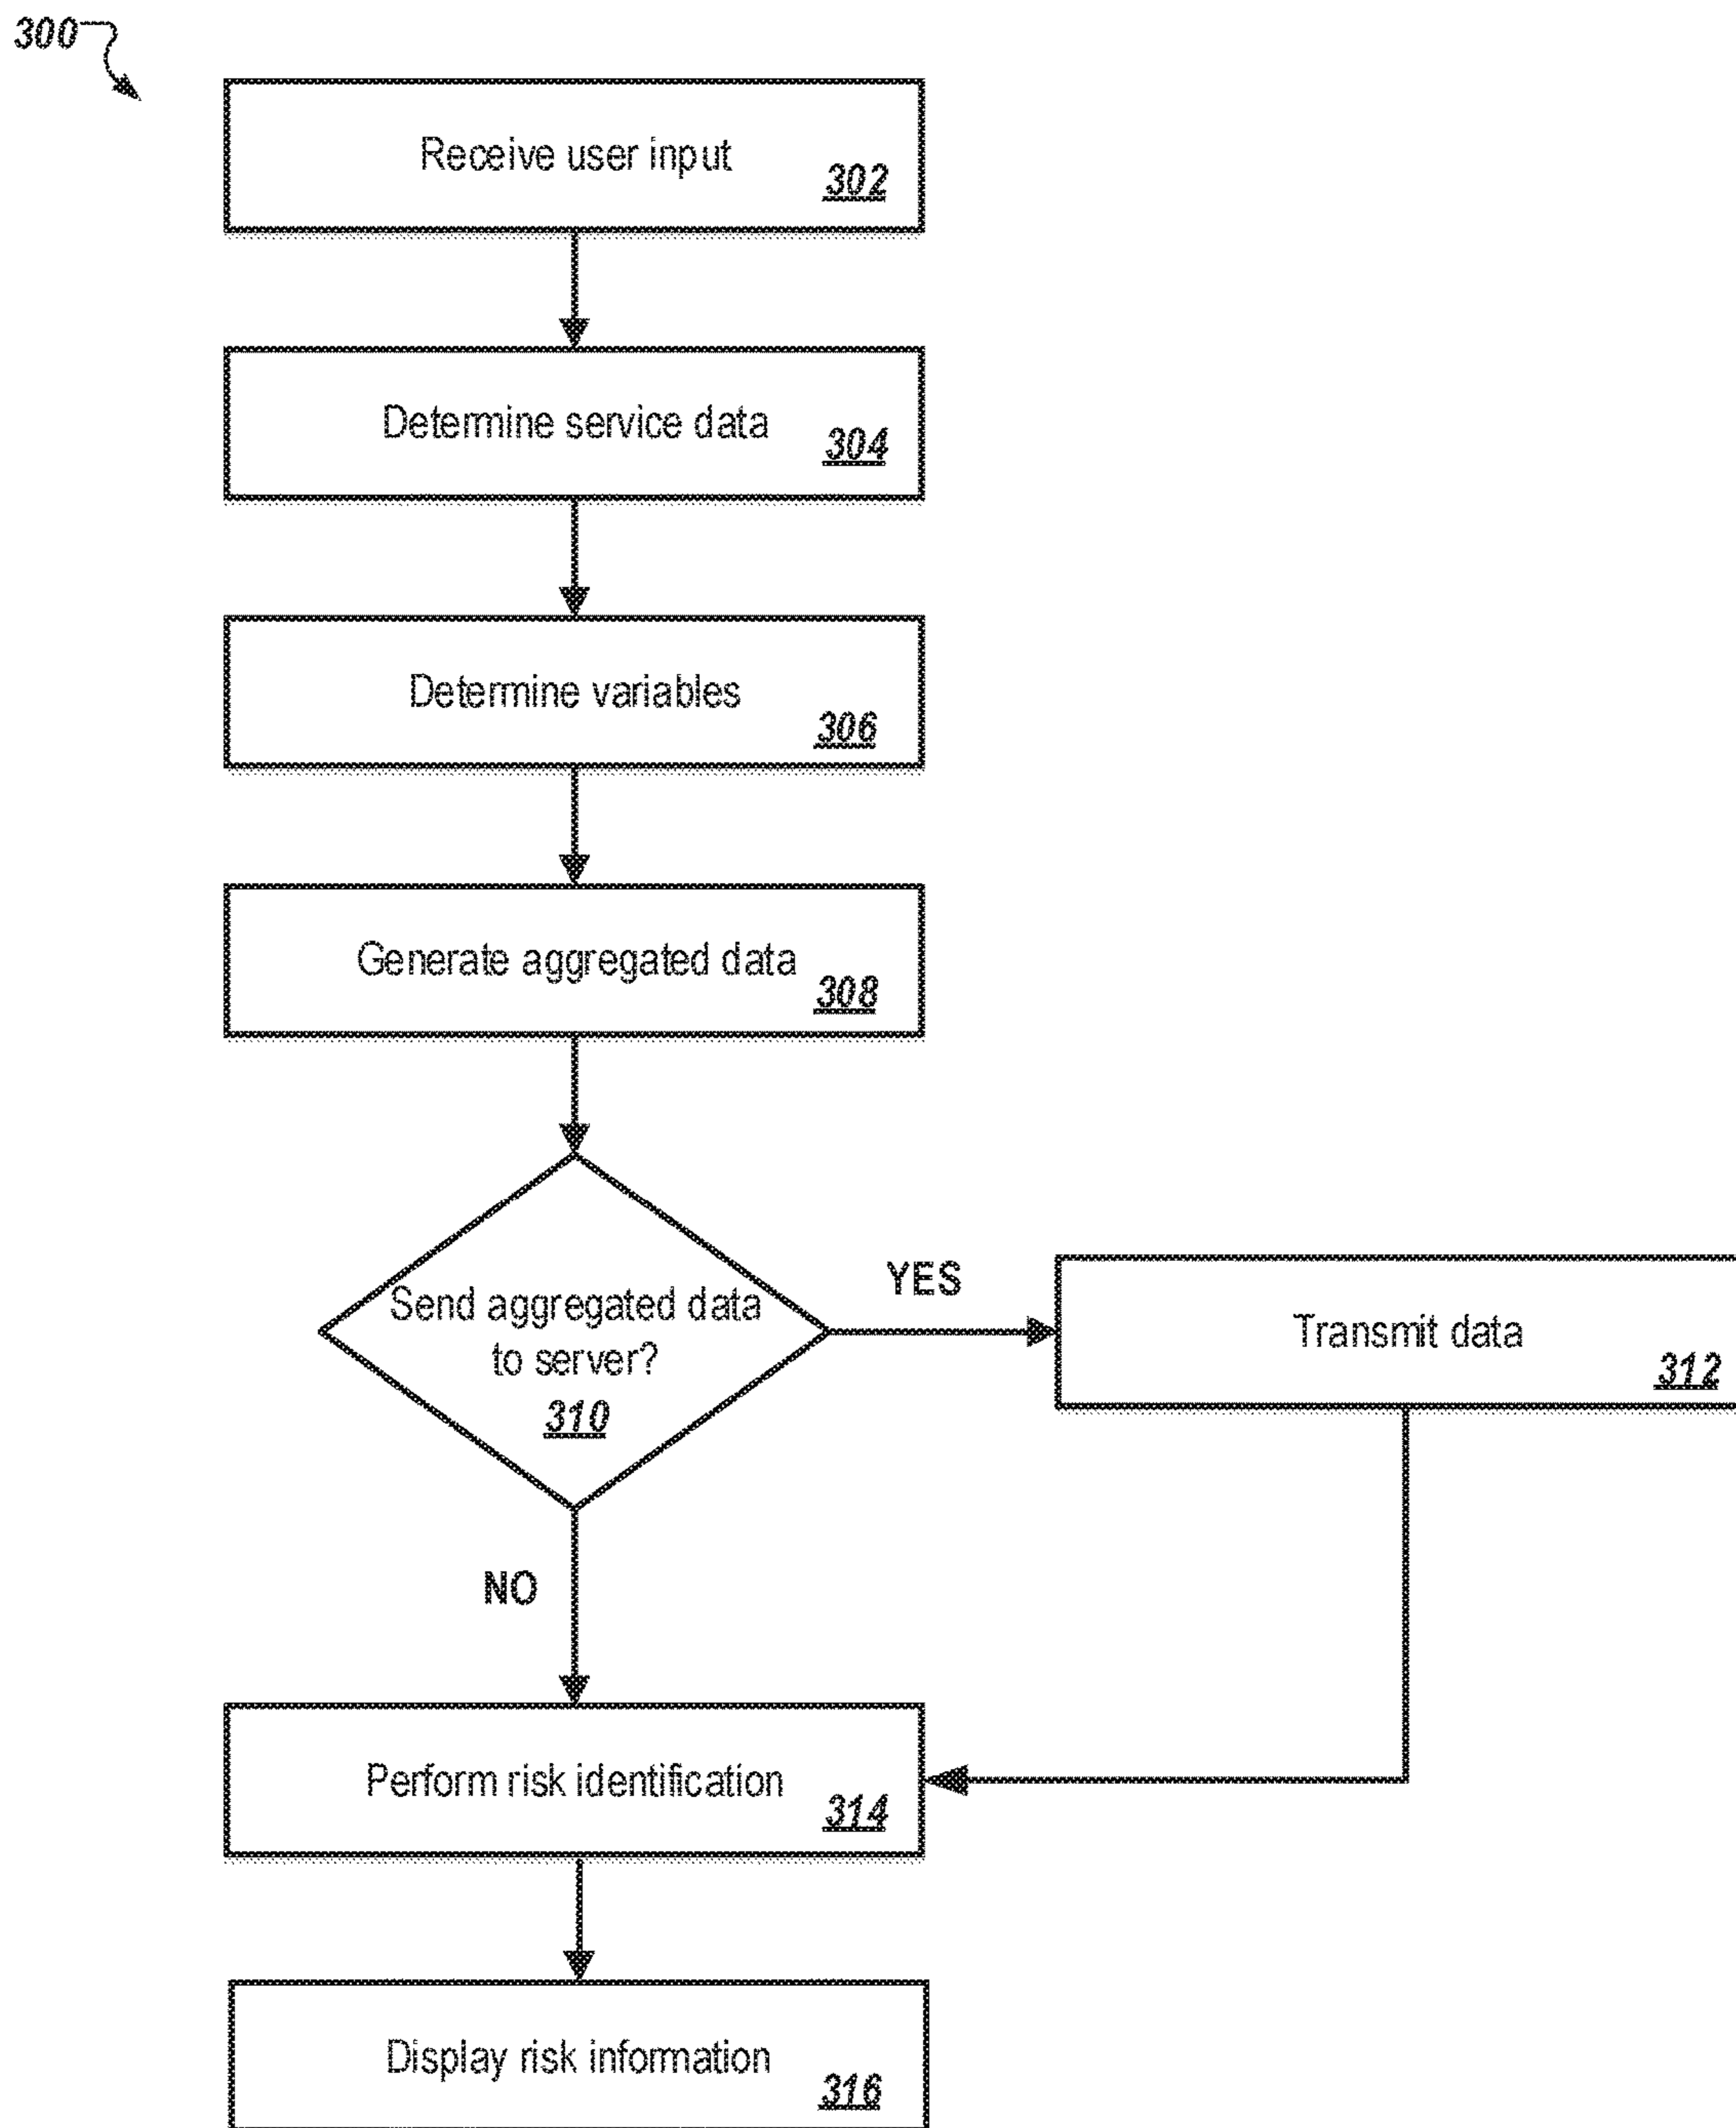 300
Receive user input
302
Determine service data
304
Determine variables
306
Generate aggregated data
308
Send aggregated data
to server?
310
YES
Transmit data
312
NO
Perform risk identification
314
Display risk information
316